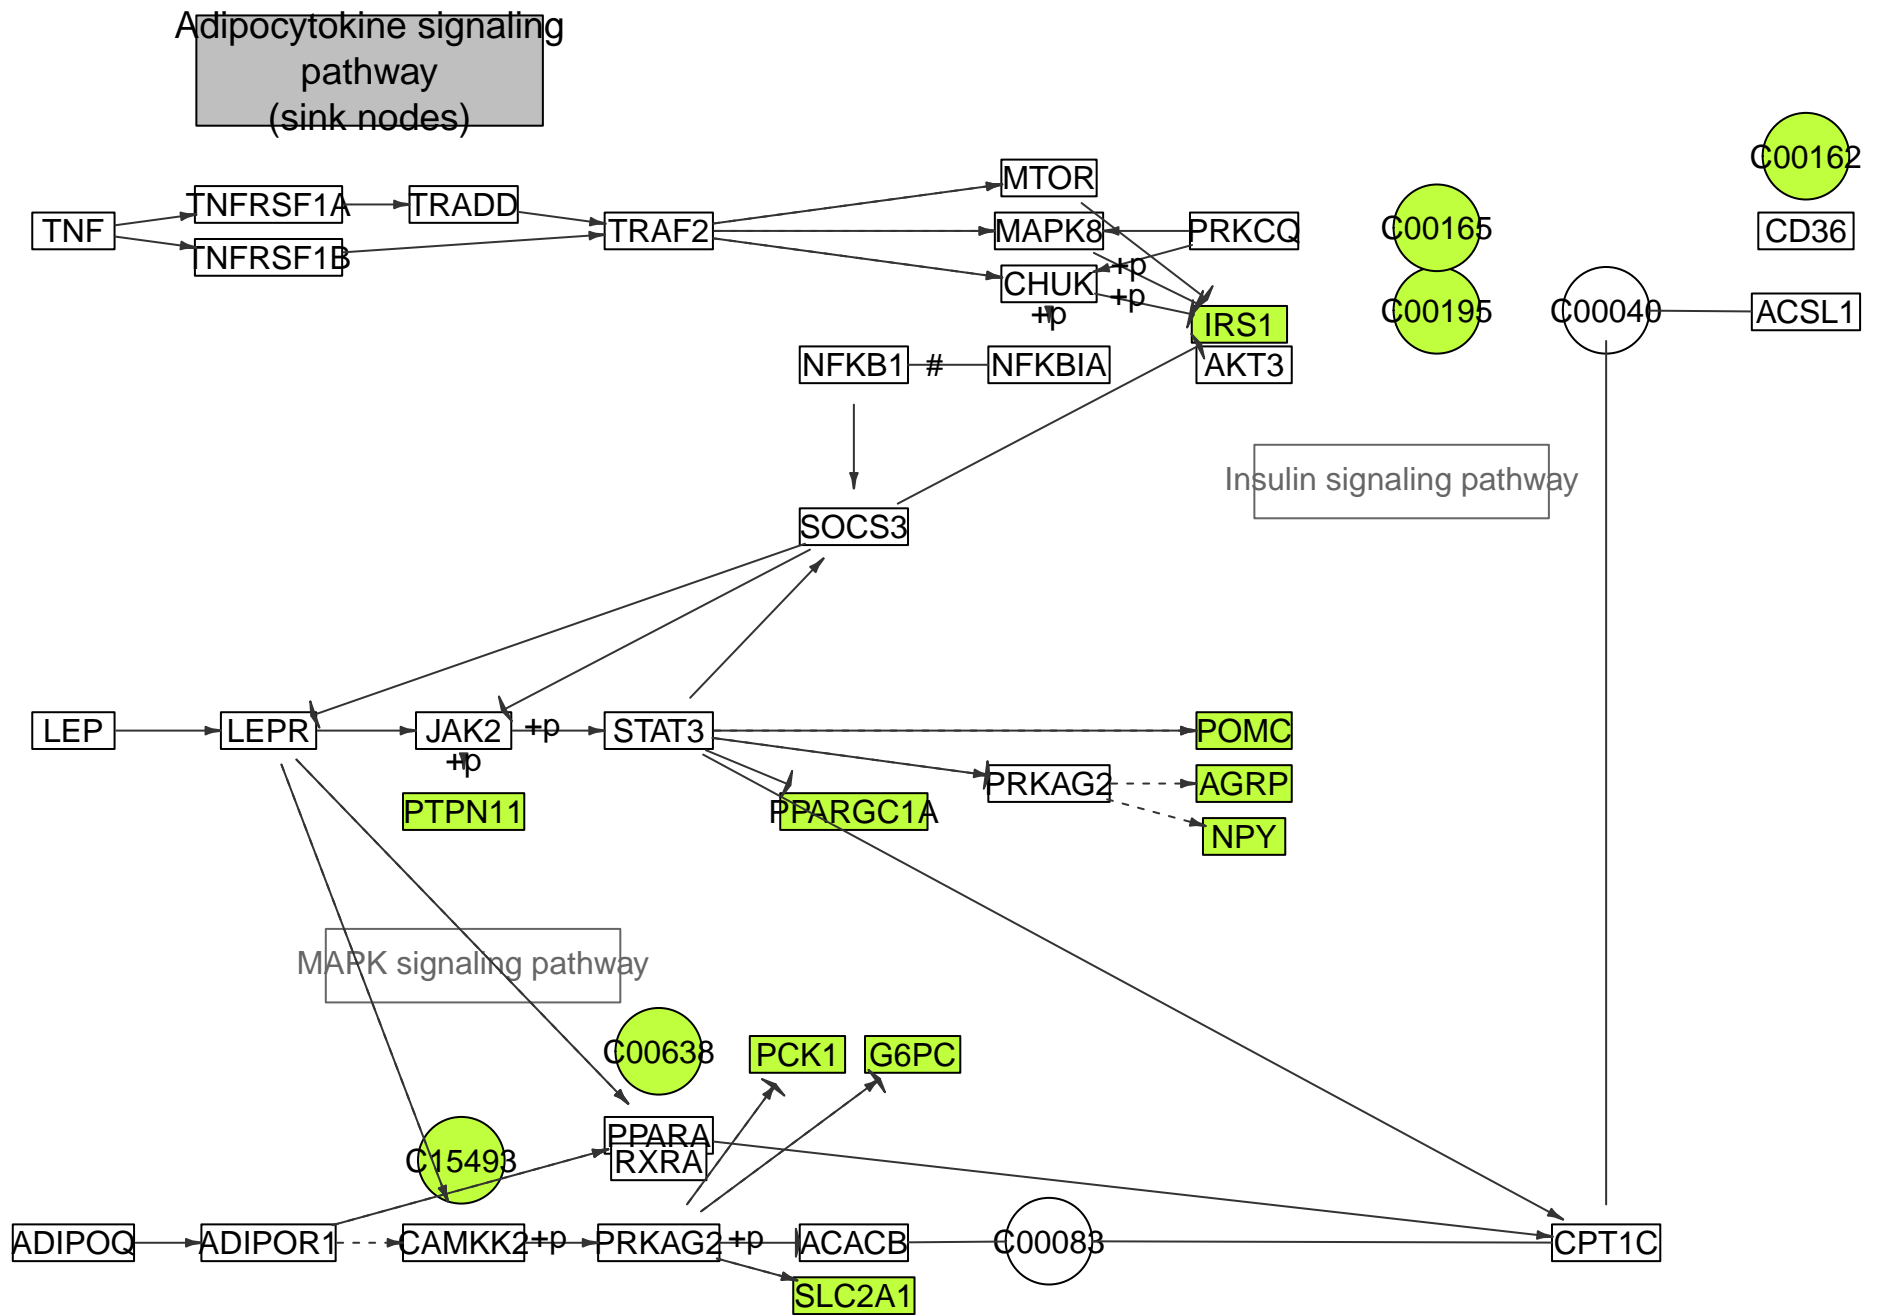 Adipocytokine signaling
pathway
(sink nodes)
C00162
MTOR
TNFRSF1A
TRADD
TNF
TRAF2
MAPK8
PRKCQ
C00165
CD36
TNFRSF1B
+p
CHUK
+p
+p
IRS1
C00195
C00040
ACSL1
NFKB1
#
NFKBIA
AKT3
Insulin signaling pathway
SOCS3
LEP
LEPR
JAK2
+p
STAT3
POMC
+p
PRKAG2
AGRP
PTPN11
PPARGC1A
NPY
MAPK signaling pathway
C00638
PCK1
G6PC
PPARA
RXRA
C15493
ADIPOQ
ADIPOR1
CAMKK2
+p
PRKAG2
+p
ACACB
C00083
CPT1C
SLC2A1